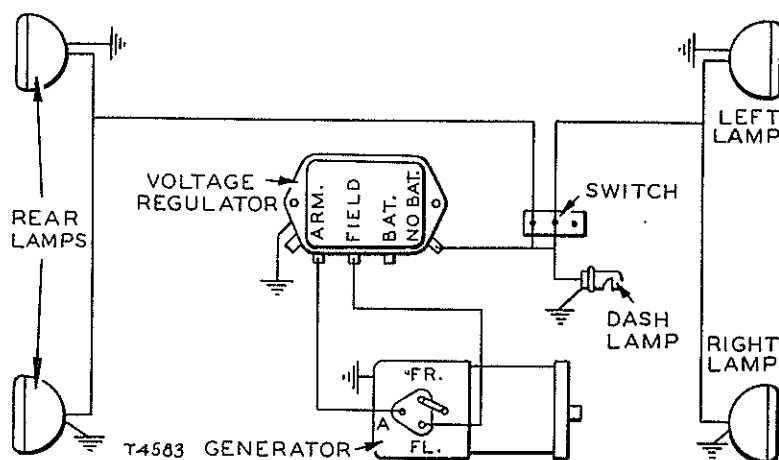 LEFT
LAMP
VOLTAGE
REGULATOR
ARM.
FIELD
BAT.
NO BAT.
SWITCH
REAR
LAMPS
DASH
LAMP
RIGHT
LAMP
"FR.
A
FL.
T4583 GENERATOR